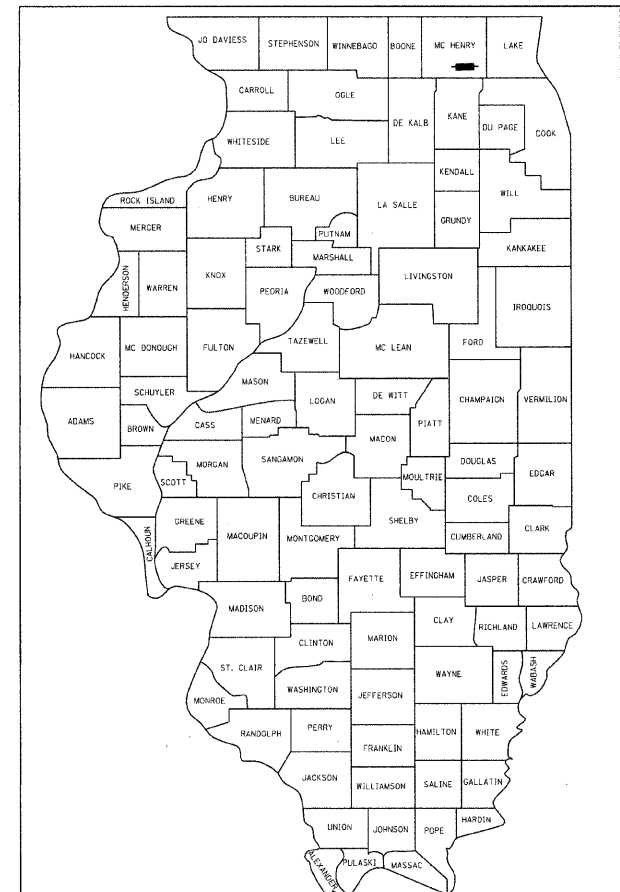 JO DAVIESS
STEPHENSON
WINNEBAGO
BOONE
MC HENRY
LAKE
CARROLL
OGLE
DE KALB
KANE
DU PAGE
COOK
WHITESIDE
LEE
KENDALL
WILL
ROCK ISLAND
HENRY
BUREAU
LA SALLE
GRUNDY
MERCER
PUTNAM
KANKAKEE
STARK
MARSHALL
HENDERSON
WARREN
KNOX
PEORIA
WOODFORD
LIVINGSTON
IROQUOIS
HANCOCK
MC DONOUGH
FULTON
TAZEWELL
MC LEAN
FORD
MASON
SCHUYLER
LOGAN
DE WITT
CHAMPAIGN
VERMILION
ADAMS
BROWN
CASS
MENARD
PIATT
MACON
MORGAN
SANGAMON
DOUGLAS
EDGAR
PIKE
SCOTT
CHRISTIAN
MOULTRIE
COLES
GREENE
MACOUPIN
MONTGOMERY
SHELBY
CUMBERLAND
CLARK
CALHOUN
JERSEY
FAYETTE
EFFINGHAM
JASPER
CRAWFORD
MADISON
BOND
CLAY
RICHLAND
LAWRENCE
CLINTON
MARION
ST. CLAIR
WAYNE
EDWARDS
WABASH
WASHINGTON
JEFFERSON
MONROE
RANDOLPH
PERRY
HAMILTON
WHITE
FRANKLIN
JACKSON
WILLIAMSON
SALINE
GALLATIN
UNION
JOHNSON
POPE
HARDIN
ALEXANDER
PULASKI
MASSAC